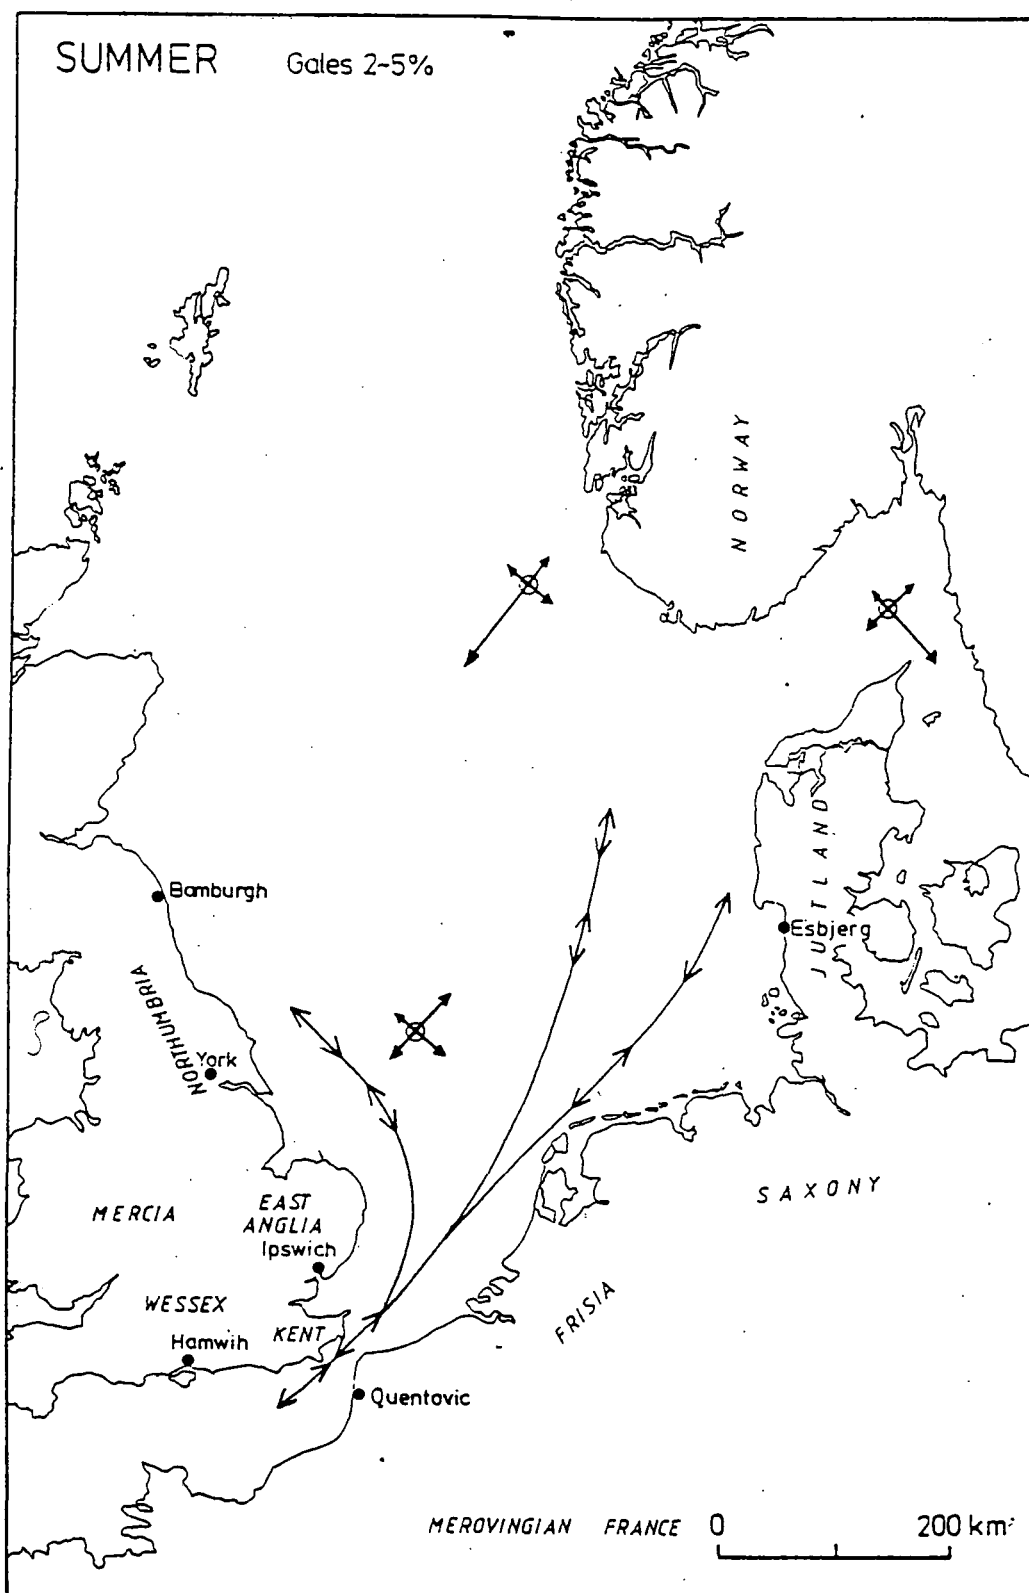 SUMMER Gales 2-5%
NORWAY
JUTLAND
Bamburgh
Esbjerg
NORTHUMBRIA
York
SAXONY
MERCIA
EAST
ANGLIA
Ipswich
WESSEX
FRISIA
KENT
Hamwih
Quentovic
MEROVINGIAN FRANCE 0 200 km